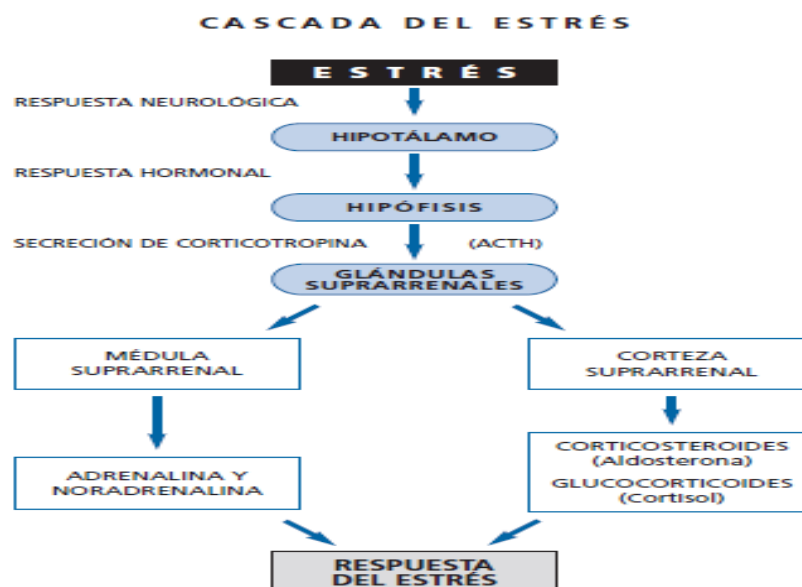 CASCADA DEL ESTRÉS
ESTRÉS
RESPUESTA NEUROLÓGICA
HIPOTÁLAMO
RESPUESTA HORMONAL
HIPÓFISIS
SECRECIÓN DE CORTICOTROPINA (ACTH)
GLÁNDULAS
SUPRARRENALES
MÉDULA
SUPRARRENAL
CORTEZA
SUPRARRENAL
ADRENALINA Y
NORADRENALINA
CORTICOSTEROIDES
(Aldosterona)
GLUCOCORTICOIDES
(Cortisol)
RESPUESTA
DEL ESTRÉS